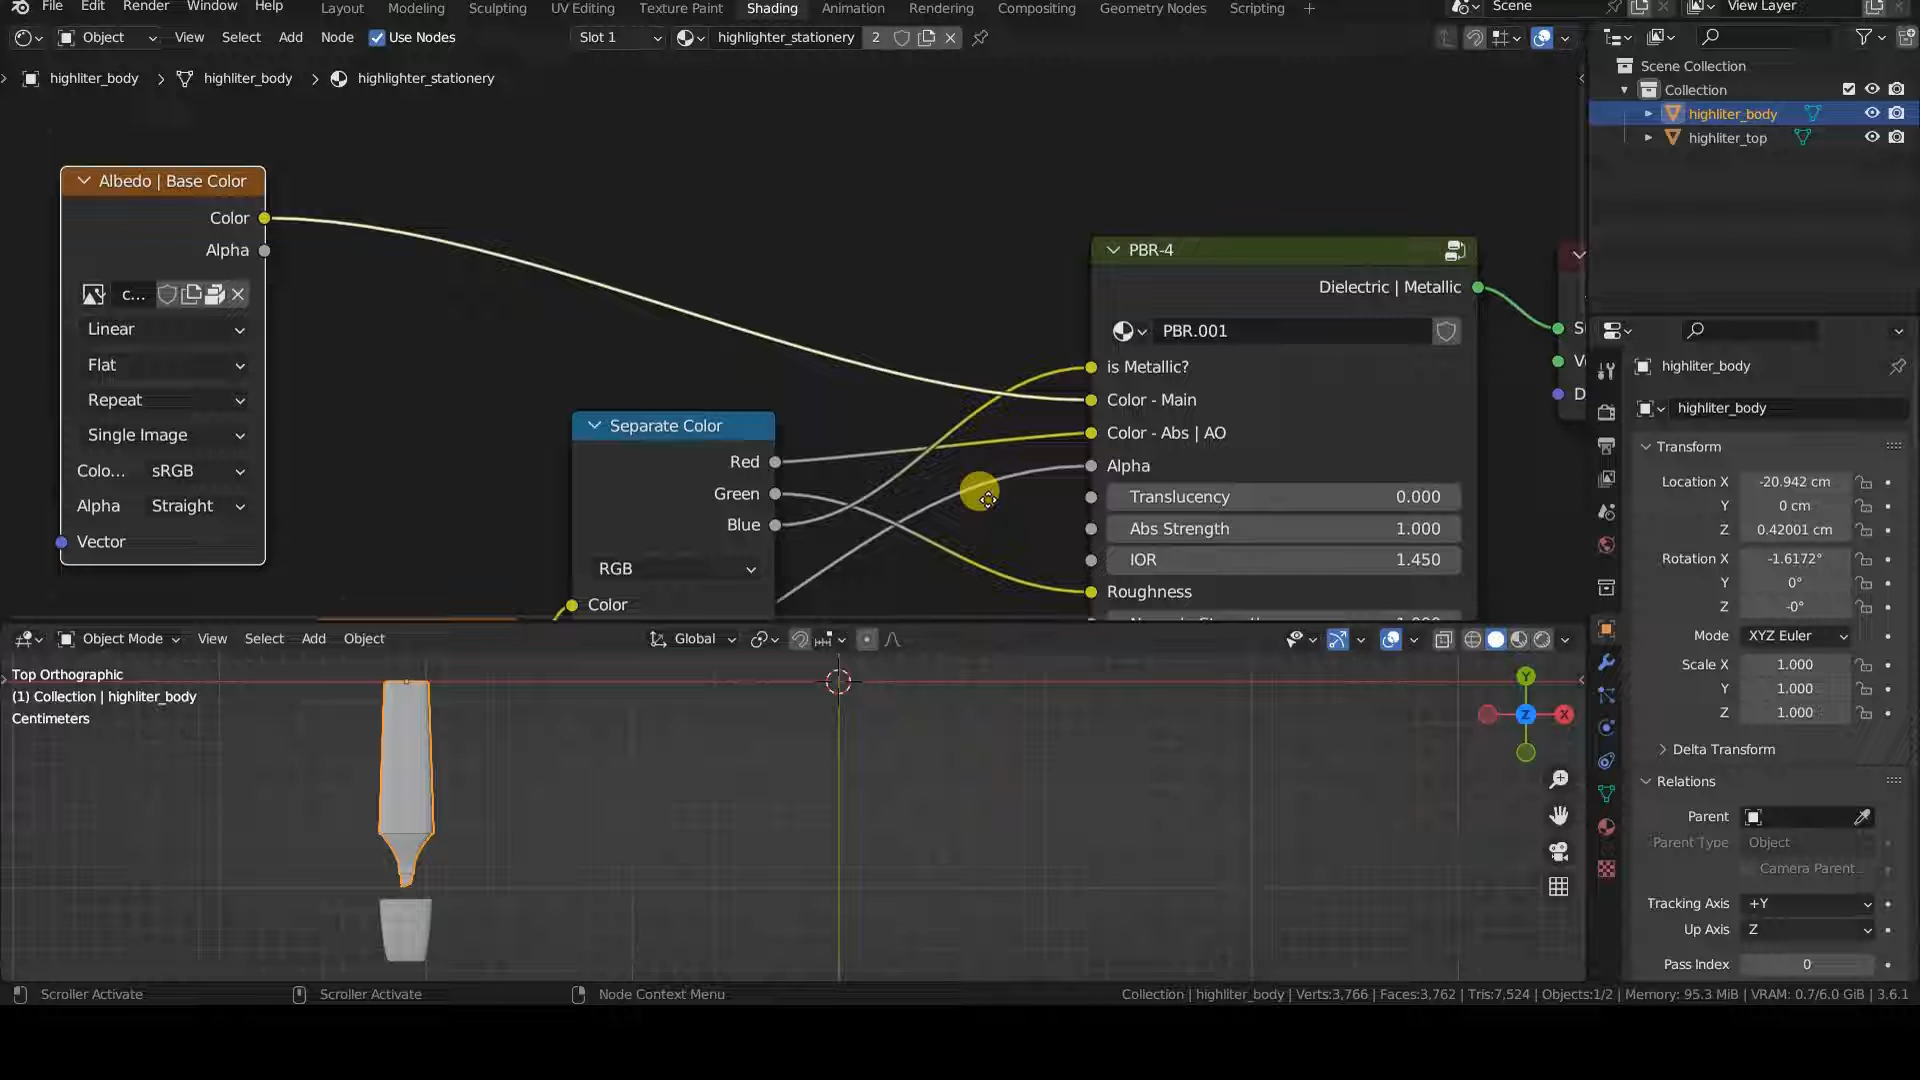 File Edit Render Window Help Layout Modeling Sculpting UV Editing Texture Paint Shading Animation Rendering Compositing Geometry Nodes Scripting + Scene View Layer
Object View Select Add Node Use Nodes Slot 1 highlighter_stationery 2
highliter_body > highliter_body > highlighter_stationery
Scene Collection
Collection
highliter_body
highliter_top
Albedo | Base Color
Color
Alpha
c...
Linear
Flat
Repeat
Single Image
Colo... sRGB
Alpha Straight
Vector
Separate Color
Red
Green
Blue
RGB
Color
PBR-4
Dielectric | Metallic
PBR.001
is Metallic?
Color - Main
Color - Abs | AO
Alpha
Translucency 0.000
Abs Strength 1.000
IOR 1.450
Roughness
S
V
D
highliter_body
highliter_body
Transform
Location X -20.942 cm
Y 0 cm
Z 0.42001 cm
Rotation X -1.6172°
Y 0°
Z -0°
Mode XYZ Euler
Scale X 1.000
Y 1.000
Z 1.000
Delta Transform
Relations
Parent
Parent Type Object
Camera Parent...
Tracking Axis +Y
Up Axis Z
Pass Index 0
Object Mode View Select Add Object Global
Top Orthographic
(1) Collection | highliter_body
Centimeters
Y
Z
X
Scroller Activate Scroller Activate Node Context Menu Collection | highliter_body | Verts:3,766 | Faces:3,762 | Tris:7,524 | Objects:1/2 | Memory: 95.3 MiB | VRAM: 0.7/6.0 GiB | 3.6.1